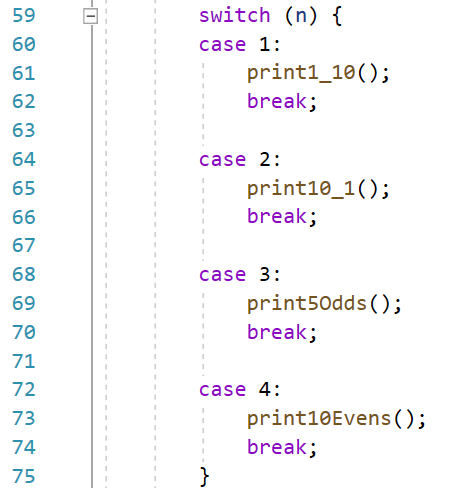 59 switch (n) {
60 case 1:
61 print1_10();
62 break;
63
64 case 2:
65 print10_1();
66 break;
67
68 case 3:
69 print5Odds();
70 break;
71
72 case 4:
73 print10Evens();
74 break;
75 }